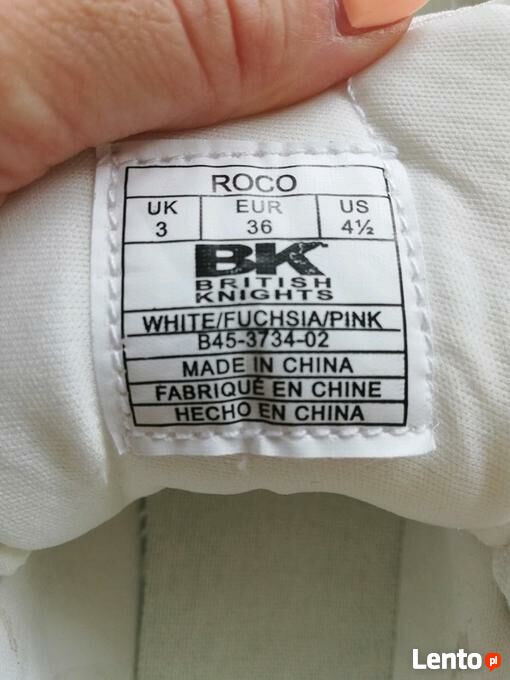 ROCO
UK EUR US
3 36 4½
BK
BRITISH
KNIGHTS
WHITE/FUCHSIA/PINK
B45-3734-02
MADE IN CHINA
FABRIQUÉ EN CHINE
HECHO EN CHINA
Lento.pl